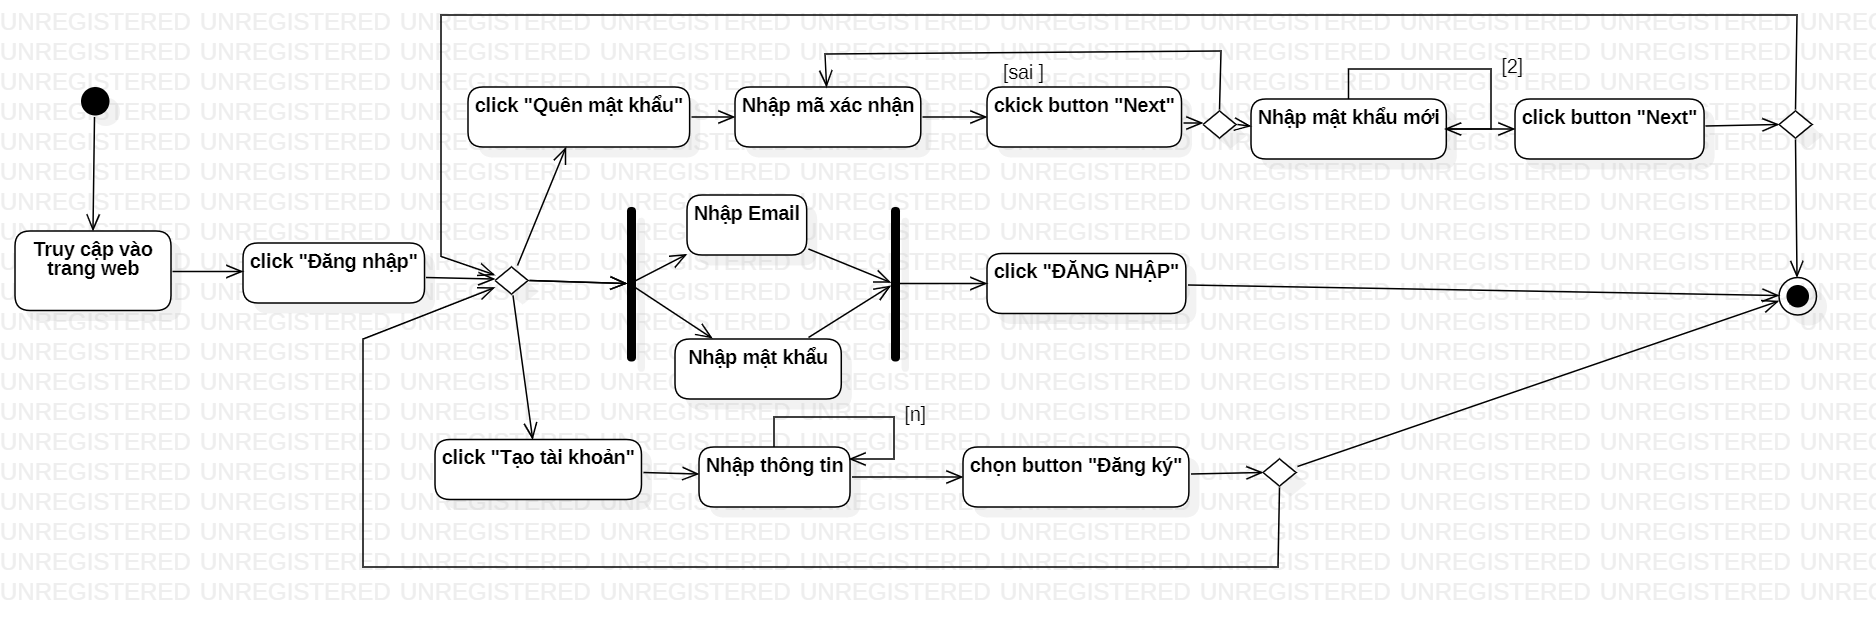 [sai ]
[2]
click "Quên mật khẩu"
Nhập mã xác nhận
ckick button "Next"
Nhập mật khẩu mới
click button "Next"
Nhập Email
Truy cập vào
trang web
click "Đăng nhập"
click "ĐĂNG NHẬP"
Nhập mật khẩu
[n]
click "Tạo tài khoản"
Nhập thông tin
chọn button "Đăng ký"
UNREGISTERED